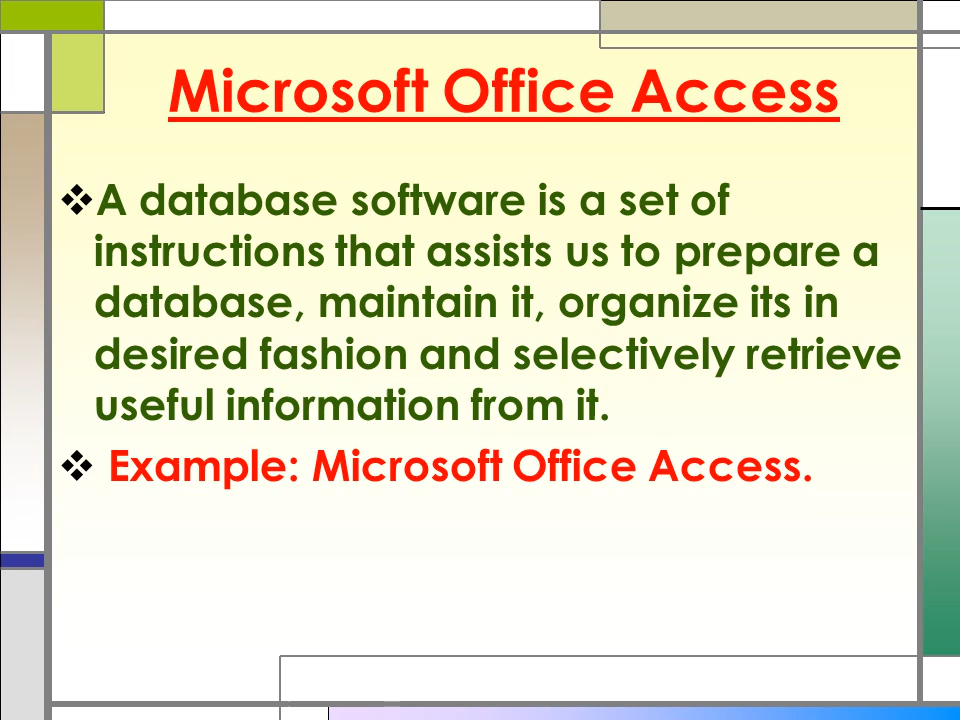 Microsoft Office Access
❖A database software is a set of
instructions that assists us to prepare a
database, maintain it, organize its in
desired fashion and selectively retrieve
useful information from it.
❖ Example: Microsoft Office Access.